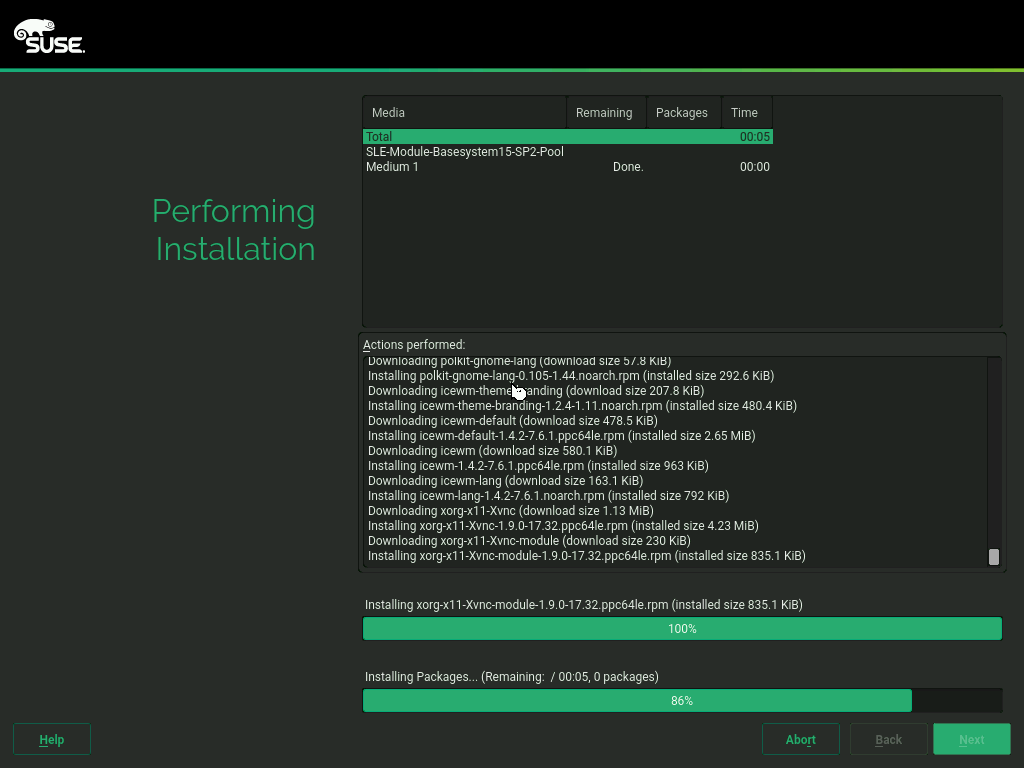 SUSE
Performing
Installation
Media Remaining Packages Time
Total 00:05
SLE-Module-Basesystem15-SP2-Pool
Medium 1 Done. 00:00
Actions performed:
Downloading polkit-gnome-lang (download size 57.8 KiB)
Installing polkit-gnome-lang-0.105-1.44.noarch.rpm (installed size 292.6 KiB)
Downloading icewm-theme-branding (download size 207.8 KiB)
Installing icewm-theme-branding-1.2.4-1.11.noarch.rpm (installed size 480.4 KiB)
Downloading icewm-default (download size 478.5 KiB)
Installing icewm-default-1.4.2-7.6.1.ppc64le.rpm (installed size 2.65 MiB)
Downloading icewm (download size 580.1 KiB)
Installing icewm-1.4.2-7.6.1.ppc64le.rpm (installed size 963 KiB)
Downloading icewm-lang (download size 163.1 KiB)
Installing icewm-lang-1.4.2-7.6.1.noarch.rpm (installed size 792 KiB)
Downloading xorg-x11-Xvnc (download size 1.13 MiB)
Installing xorg-x11-Xvnc-1.9.0-17.32.ppc64le.rpm (installed size 4.23 MiB)
Downloading xorg-x11-Xvnc-module (download size 230 KiB)
Installing xorg-x11-Xvnc-module-1.9.0-17.32.ppc64le.rpm (installed size 835.1 KiB)
Installing xorg-x11-Xvnc-module-1.9.0-17.32.ppc64le.rpm (installed size 835.1 KiB)
100%
Installing Packages... (Remaining:  / 00:05, 0 packages)
86%
Help Abort Back Next